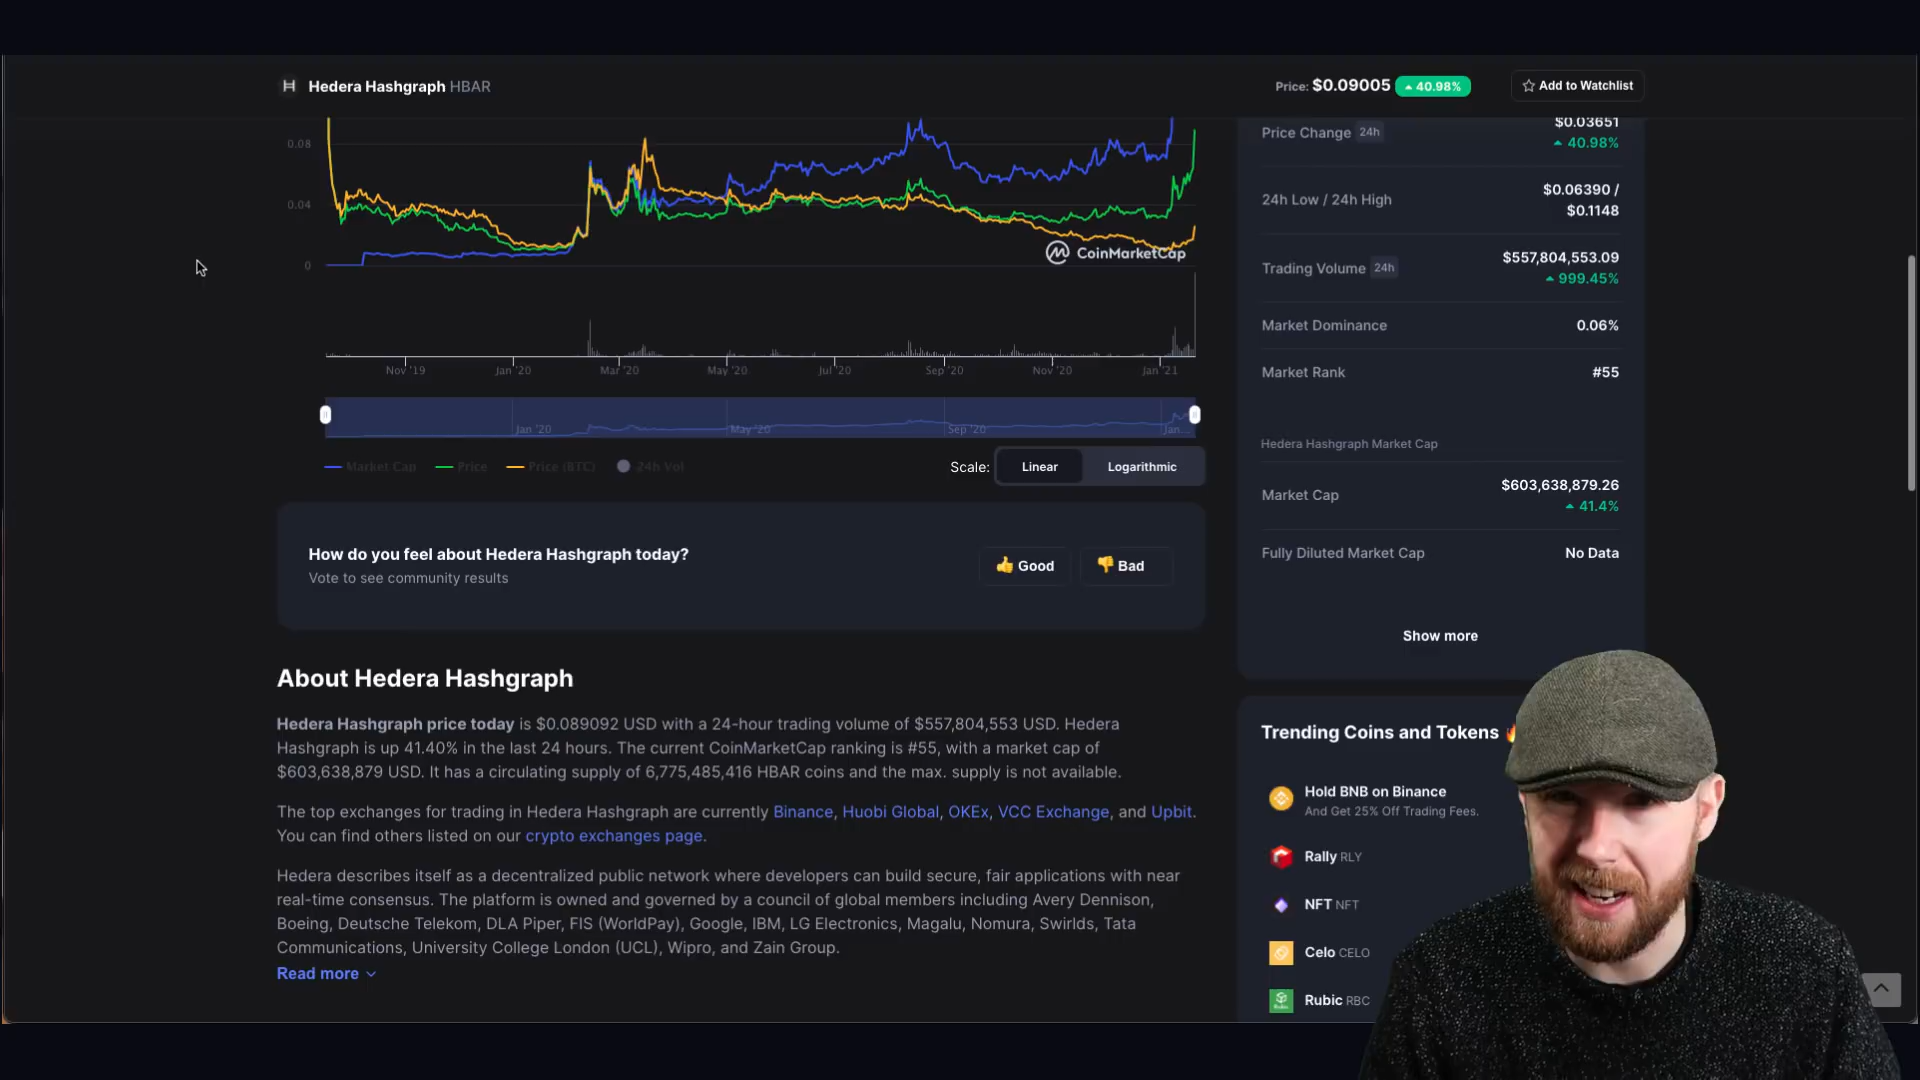 Hedera Hashgraph HBAR
Price: $0.09005 40.98%
Add to Watchlist
0.08
0.04
0
CoinMarketCap
Nov '19 Jan '20 Mar '20 May '20 Jul '20 Sep '20 Nov '20 Jan '21
Jan '20 May '20 Sep '20 Jan...
Market Cap Price Price (BTC) 24h Vol
Scale: Linear Logarithmic
How do you feel about Hedera Hashgraph today?
Vote to see community results
Good Bad
About Hedera Hashgraph
Hedera Hashgraph price today is $0.089092 USD with a 24-hour trading volume of $557,804,553 USD. Hedera
Hashgraph is up 41.40% in the last 24 hours. The current CoinMarketCap ranking is #55, with a market cap of
$603,638,879 USD. It has a circulating supply of 6,775,485,416 HBAR coins and the max. supply is not available.
The top exchanges for trading in Hedera Hashgraph are currently Binance, Huobi Global, OKEx, VCC Exchange, and Upbit.
You can find others listed on our crypto exchanges page.
Hedera describes itself as a decentralized public network where developers can build secure, fair applications with near
real-time consensus. The platform is owned and governed by a council of global members including Avery Dennison,
Boeing, Deutsche Telekom, DLA Piper, FIS (WorldPay), Google, IBM, LG Electronics, Magalu, Nomura, Swirlds, Tata
Communications, University College London (UCL), Wipro, and Zain Group.
Read more
Price Change 24h
$0.03651
40.98%
24h Low / 24h High
$0.06390 /
$0.1148
Trading Volume 24h
$557,804,553.09
999.45%
Market Dominance 0.06%
Market Rank #55
Hedera Hashgraph Market Cap
Market Cap
$603,638,879.26
41.4%
Fully Diluted Market Cap No Data
Show more
Trending Coins and Tokens
Hold BNB on Binance
And Get 25% Off Trading Fees.
Rally RLY
NFT NFT
Celo CELO
Rubic RBC